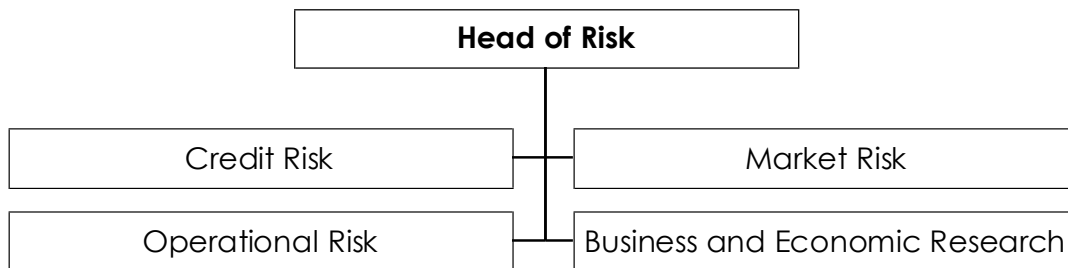 Head of Risk
Credit Risk
Market Risk
Operational Risk
Business and Economic Research